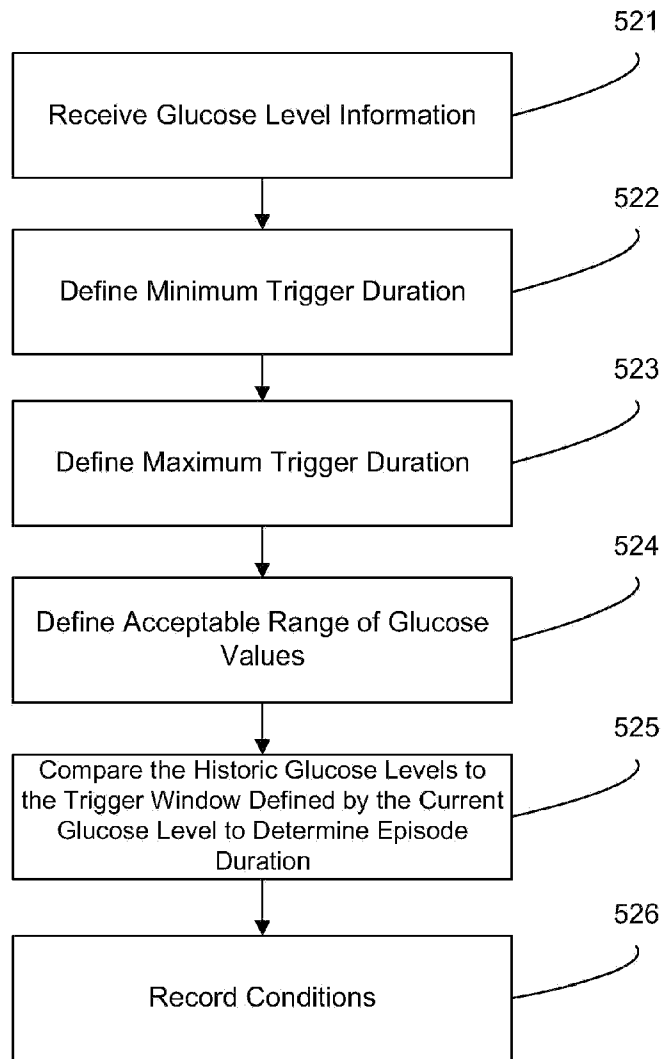 521
Receive Glucose Level Information
522
Define Minimum Trigger Duration
523
Define Maximum Trigger Duration
524
Define Acceptable Range of Glucose
Values
525
Compare the Historic Glucose Levels to
the Trigger Window Defined by the Current
Glucose Level to Determine Episode
Duration
526
Record Conditions